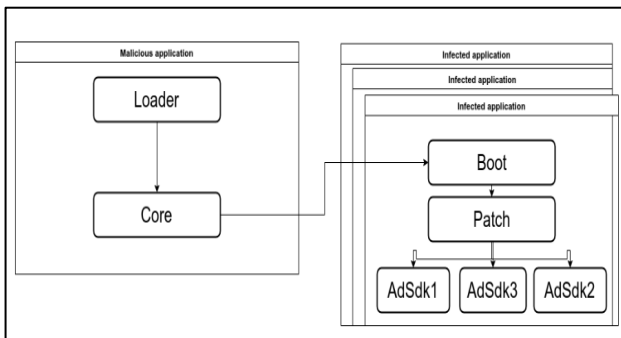 Malicious application
Loader
Core
Infected application
Infected application
Infected application
Boot
Patch
AdSdk1 AdSdk3 AdSdk2